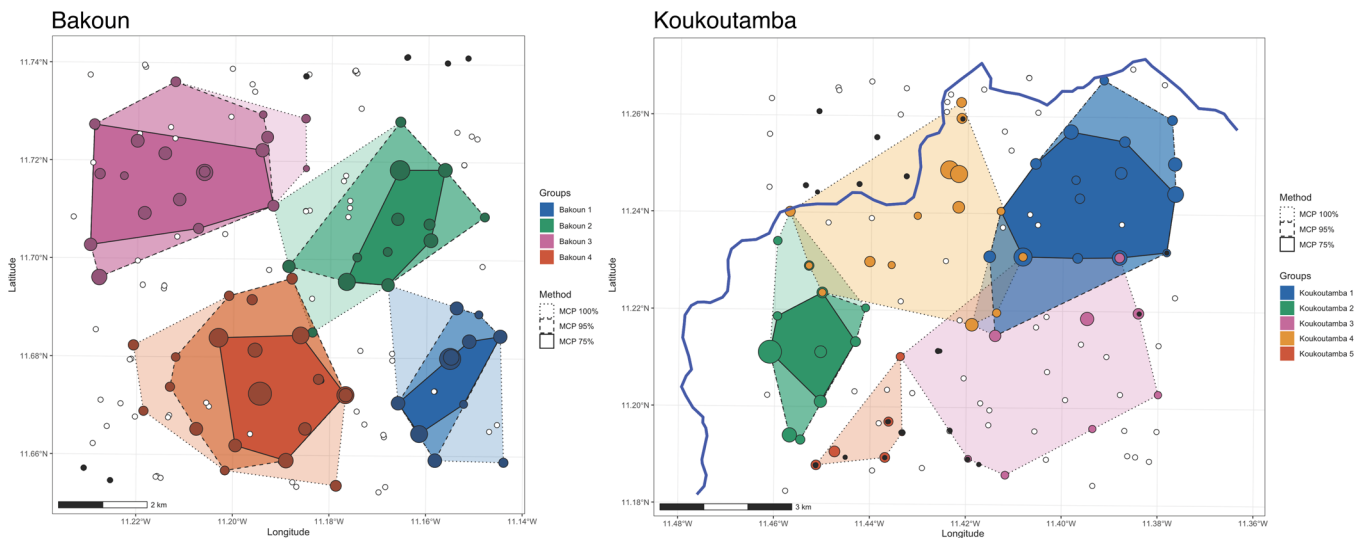 Bakoun
11.74°N
11.72°N
11.70°N
11.68°N
11.66°N
Latitude
2 km
11.22°W 11.20°W 11.18°W 11.16°W 11.14°W
Longitude
Groups
Bakoun 1
Bakoun 2
Bakoun 3
Bakoun 4
Method
MCP 100%
MCP 95%
MCP 75%
Koukoutamba
11.26°N
11.24°N
11.22°N
11.20°N
11.18°N
Latitude
3 km
11.48°W 11.46°W 11.44°W 11.42°W 11.40°W 11.38°W 11.36°W
Longitude
Method
MCP 100%
MCP 95%
MCP 75%
Groups
Koukoutamba 1
Koukoutamba 2
Koukoutamba 3
Koukoutamba 4
Koukoutamba 5